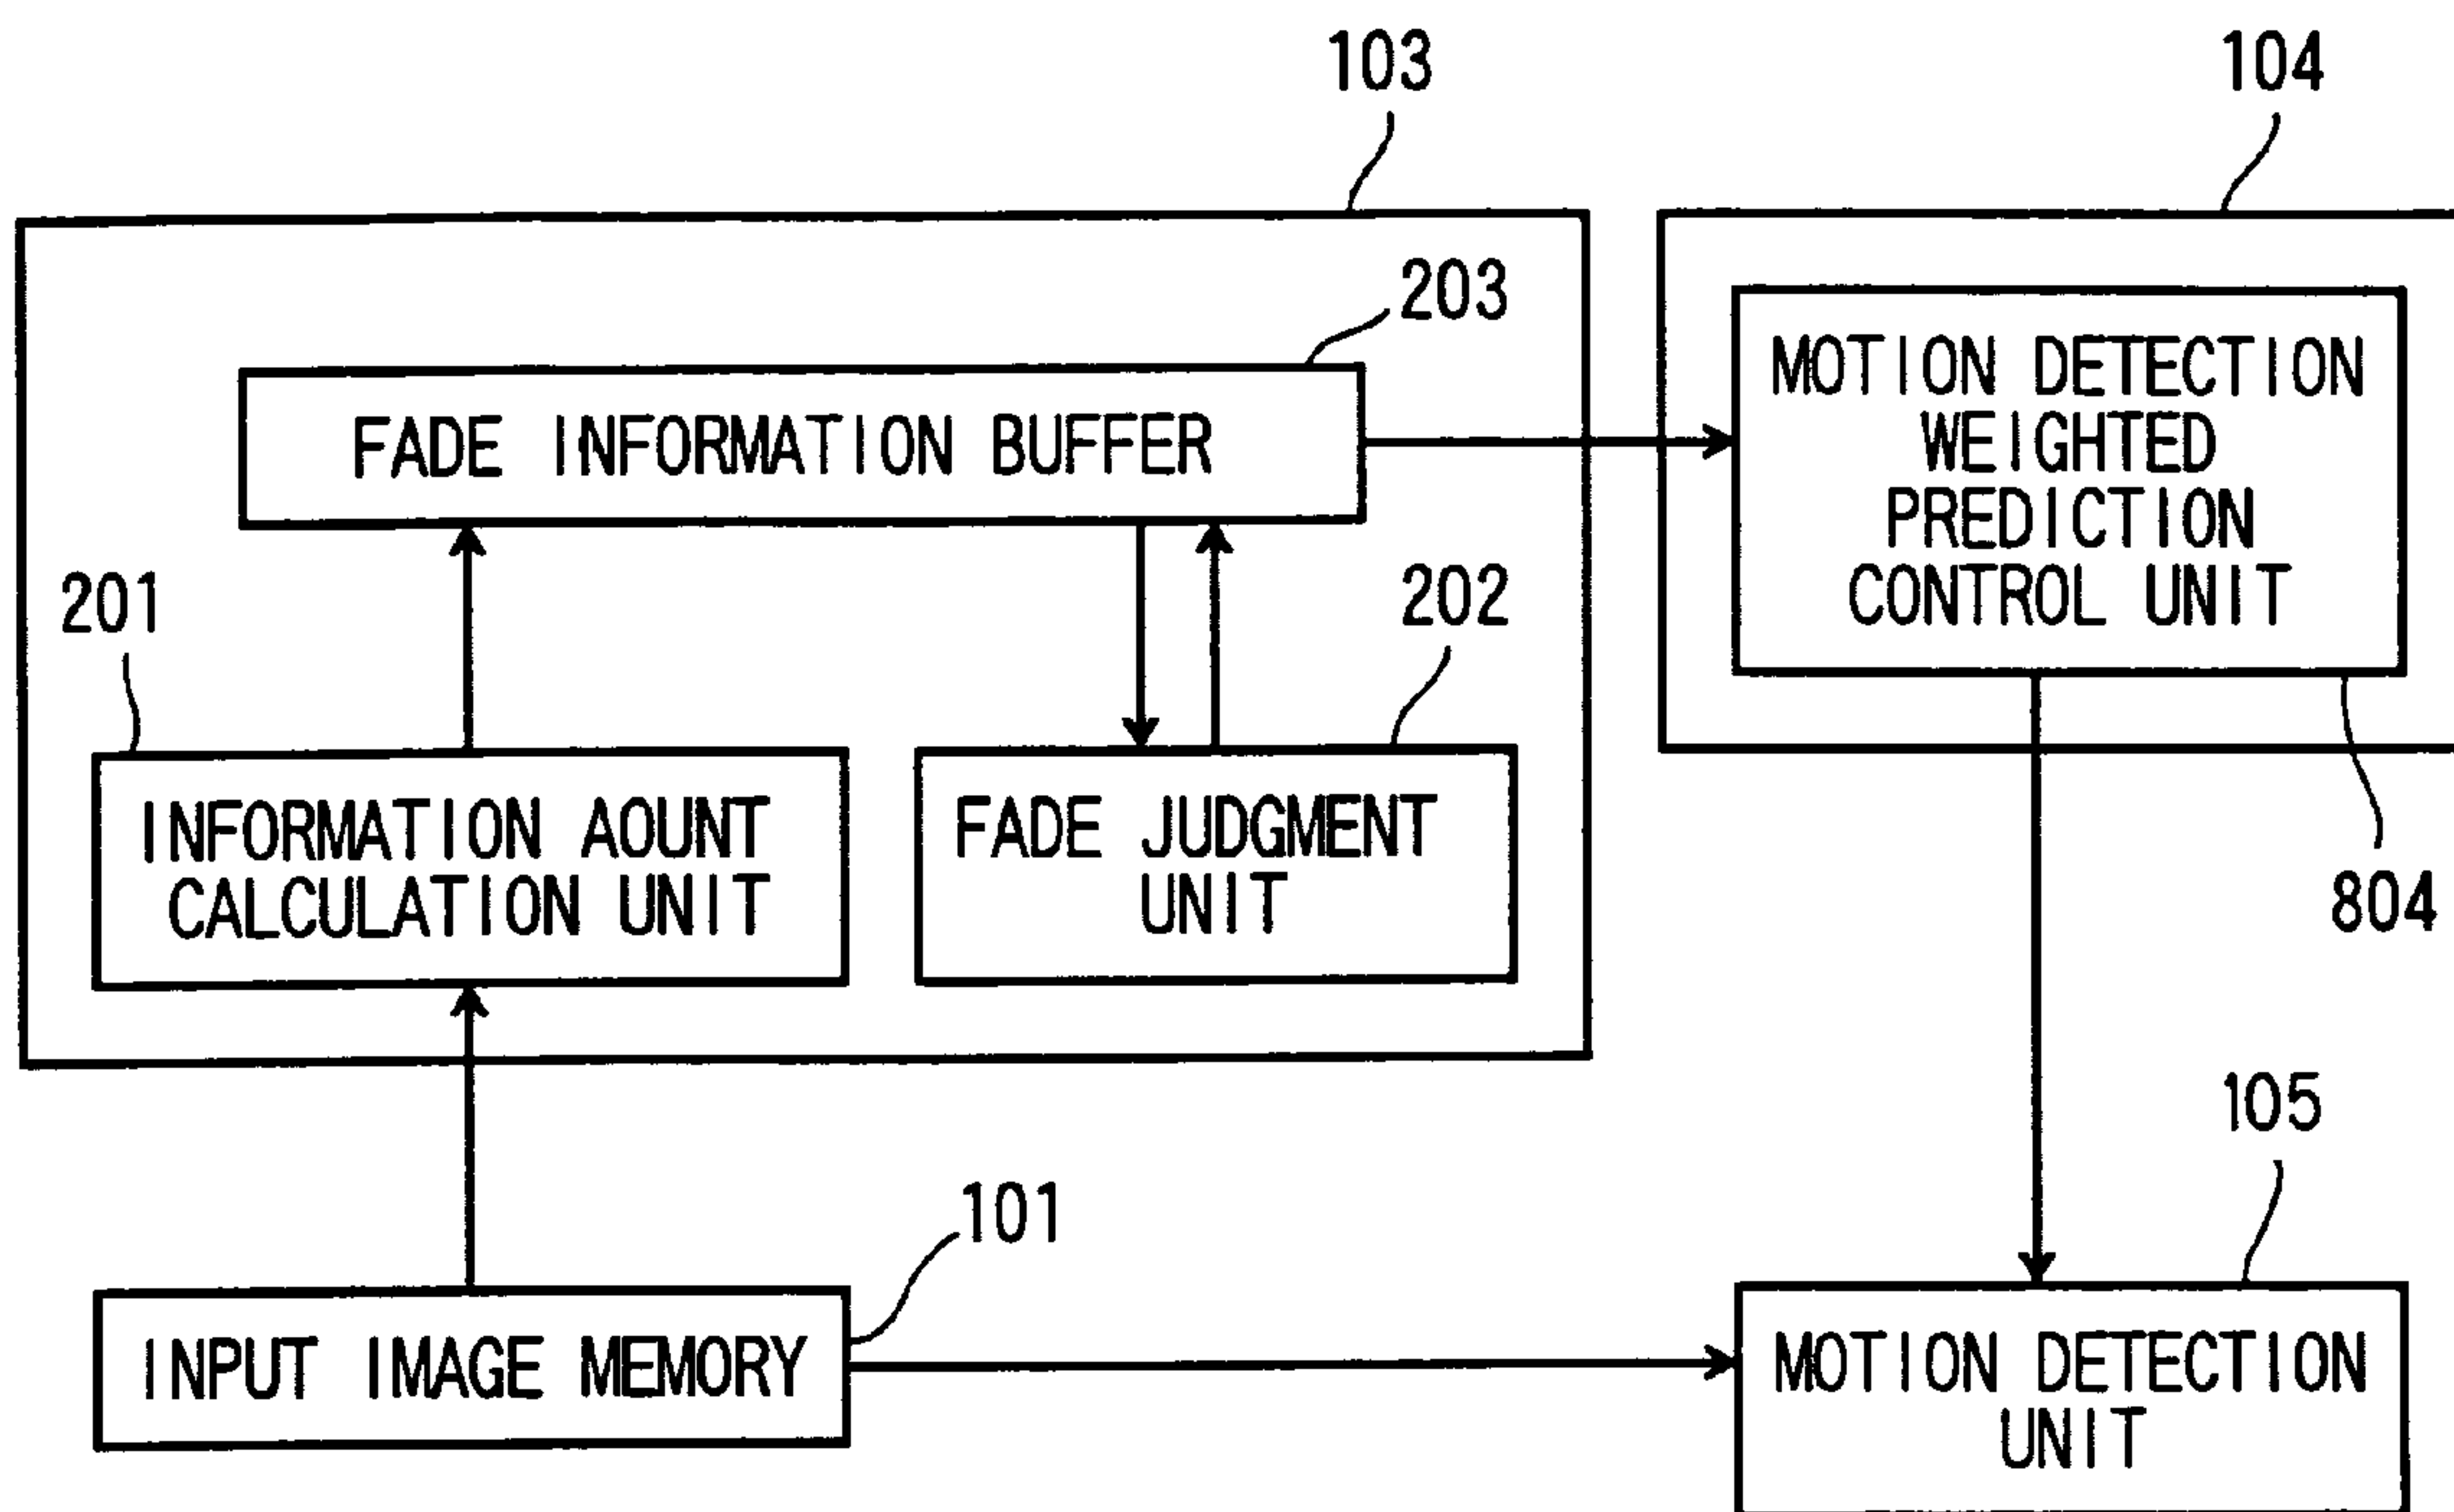 103
104
203
FADE INFORMATION BUFFER
MOTION DETECTION
WEIGHTED
PREDICTION
CONTROL UNIT
201
202
INFORMATION AOUNT
CALCULATION UNIT
FADE JUDGMENT
UNIT
804
105
101
INPUT IMAGE MEMORY
MOTION DETECTION
UNIT